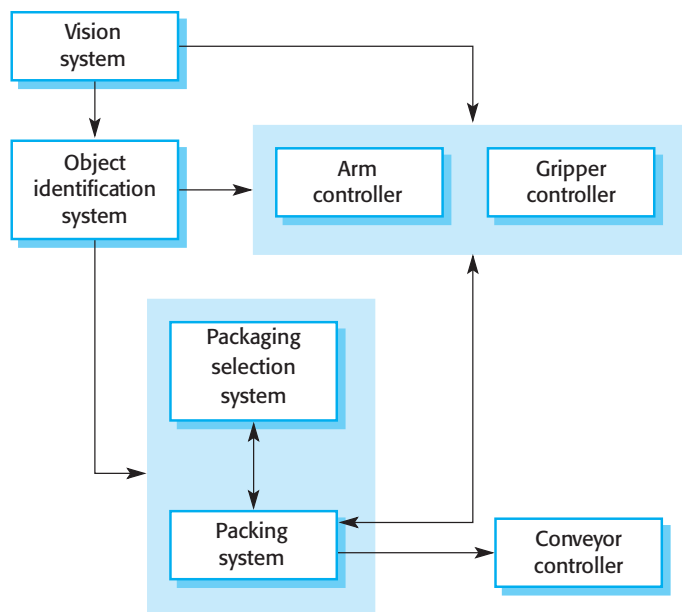 Vision
system
Object
identification
system
Arm
controller
Gripper
controller
Packaging
selection
system
Packing
system
Conveyor
controller